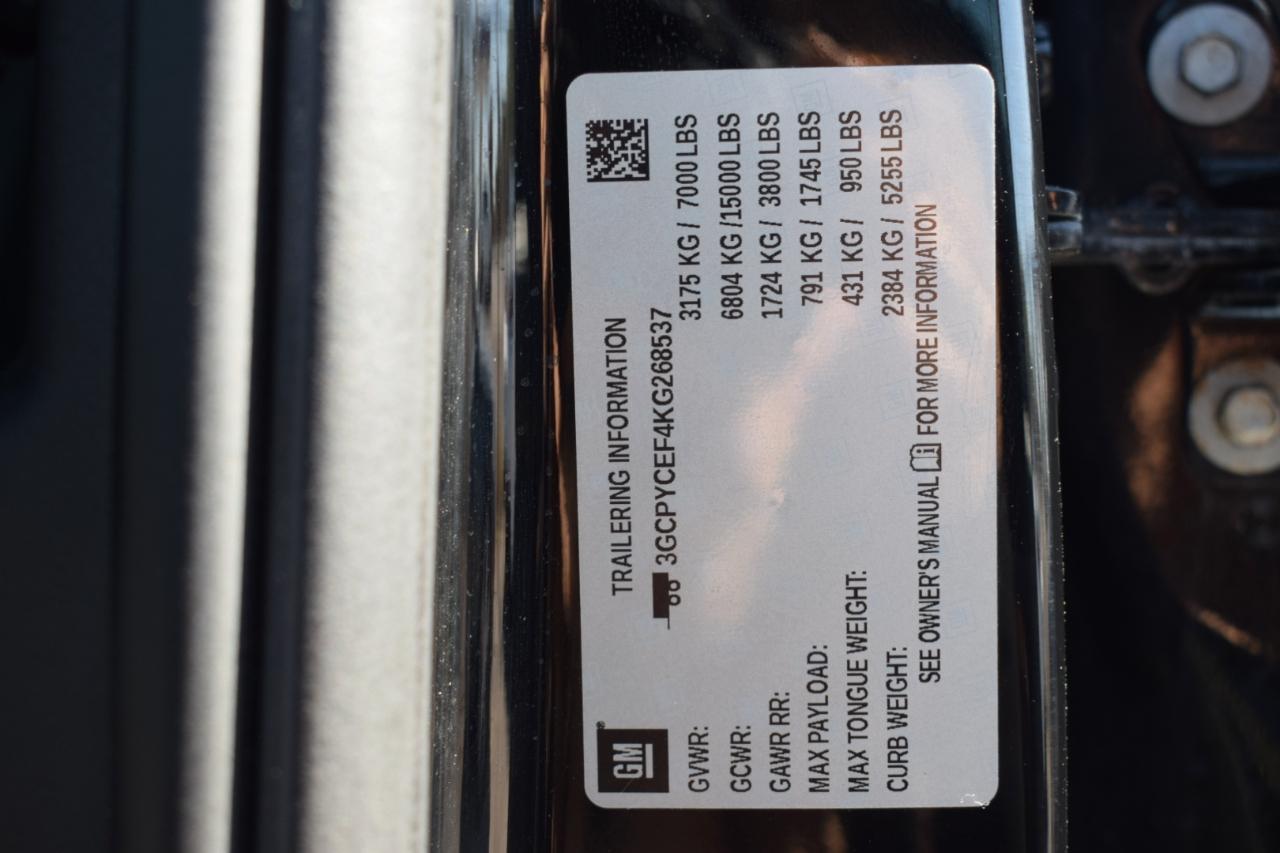 GM
TRAILERING INFORMATION
3GCPYCEF4KG268537
GVWR: 3175 KG / 7000 LBS
GCWR: 6804 KG /15000 LBS
GAWR RR: 1724 KG / 3800 LBS
MAX PAYLOAD: 791 KG / 1745 LBS
MAX TONGUE WEIGHT: 431 KG / 950 LBS
CURB WEIGHT: 2384 KG / 5255 LBS
SEE OWNER'S MANUAL FOR MORE INFORMATION